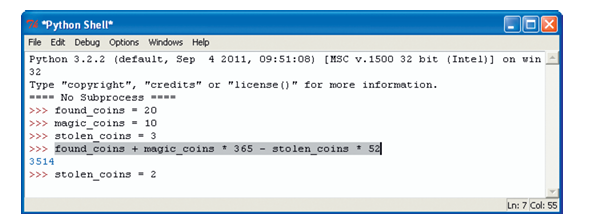 *Python Shell*
File Edit Debug Options Windows Help
Python 3.2.2 (default, Sep  4 2011, 09:51:08) [MSC v.1500 32 bit (Intel)] on win
32
Type "copyright", "credits" or "license()" for more information.
==== No Subprocess ====
>>> found_coins = 20
>>> magic_coins = 10
>>> stolen_coins = 3
>>> found_coins + magic_coins * 365 - stolen_coins * 52
3514
>>> stolen_coins = 2
Ln: 7 Col: 55